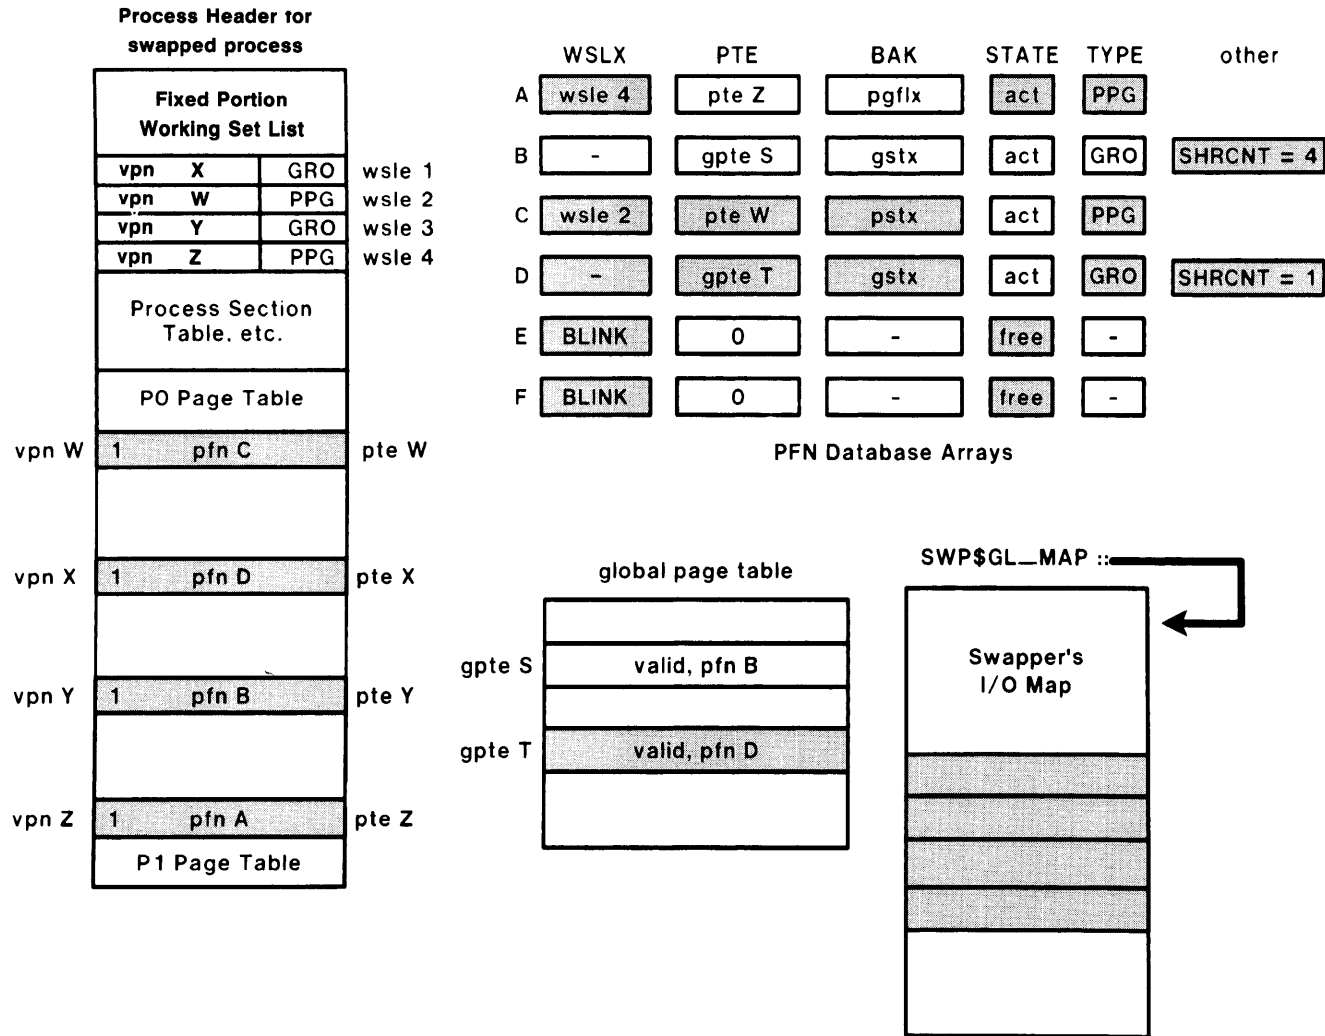 Process Header for
swapped process
Fixed Portion
Working Set List
vpn X GRO wsle 1
vpn W PPG wsle 2
vpn Y GRO wsle 3
vpn Z PPG wsle 4
Process Section
Table, etc.
P0 Page Table
vpn W 1 pfn C pte W
vpn X 1 pfn D pte X
vpn Y 1 pfn B pte Y
vpn Z 1 pfn A pte Z
P1 Page Table
WSLX PTE BAK STATE TYPE other
A wsle 4 pte Z pgflx act PPG
B - gpte S gstx act GRO SHRCNT = 4
C wsle 2 pte W pstx act PPG
D - gpte T gstx act GRO SHRCNT = 1
E BLINK 0 - free -
F BLINK 0 - free -
PFN Database Arrays
global page table
gpte S valid, pfn B
gpte T valid, pfn D
SWP$GL_MAP ::
Swapper's
I/O Map